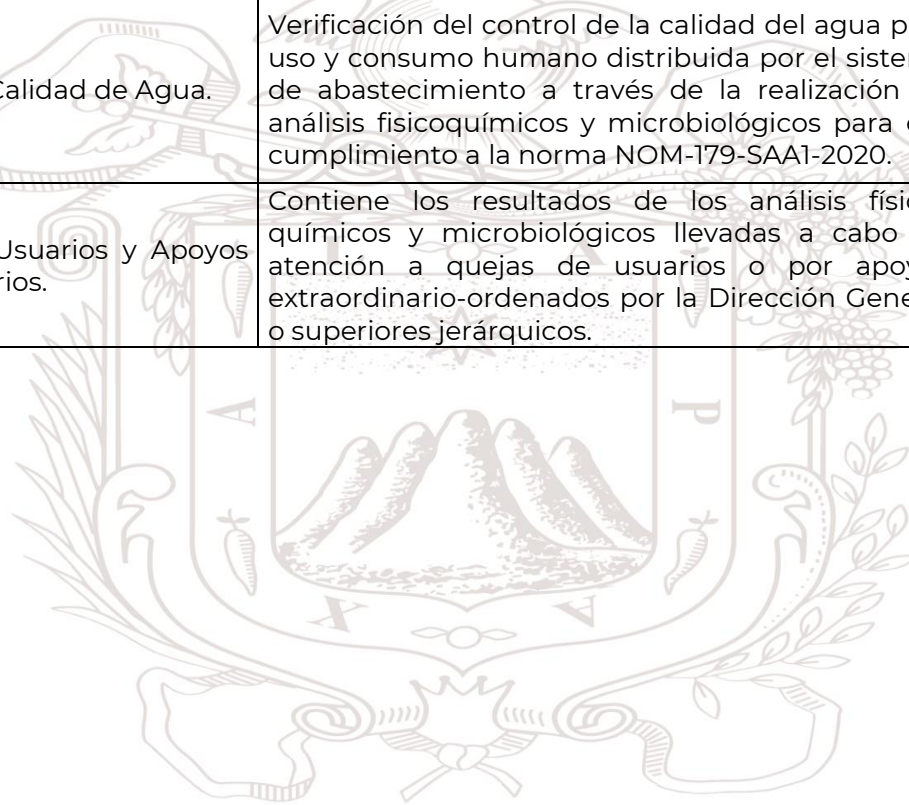 Calidad de Agua.
Verificación del control de la calidad del agua p
uso y consumo humano distribuida por el siste
de abastecimiento a través de la realización
análisis fisicoquímicos y microbiológicos para
cumplimiento a la norma NOM-179-SAA1-2020.
Usuarios y Apoyos
rios.
Contiene los resultados de los análisis físi
químicos y microbiológicos llevadas a cabo
atención a quejas de usuarios o por apoy
extraordinario-ordenados por la Dirección Gene
o superiores jerárquicos.
A
P
X
A